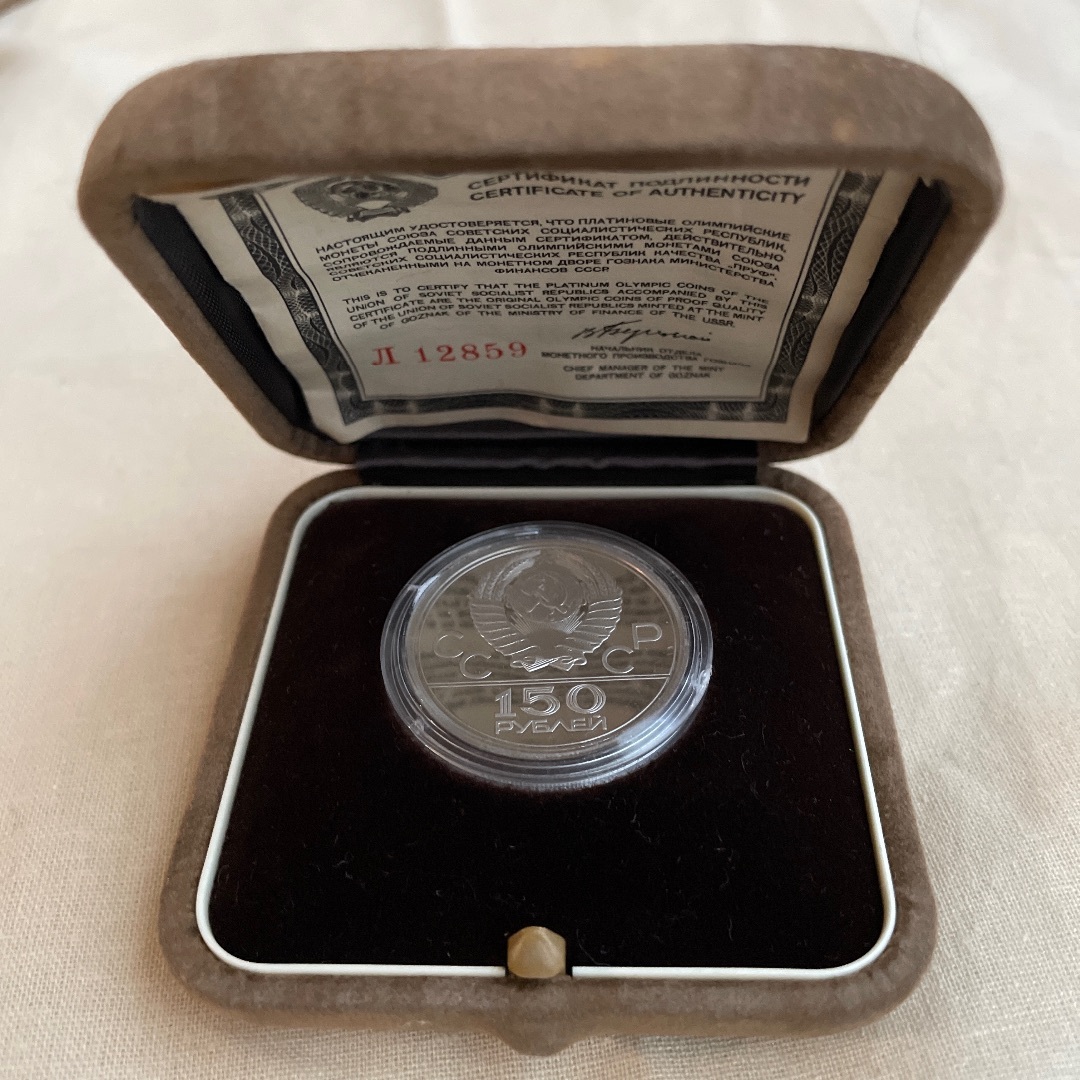 СЕРТИФИКАТ ПОДЛИННОСТИ
CERTIFICATE OF AUTHENTICITY
НАСТОЯЩИМ УДОСТОВЕРЯЕТСЯ, ЧТО ПЛАТИНОВЫЕ ОЛИМПИЙСКИЕ
МОНЕТЫ СОЮЗА СОВЕТСКИХ СОЦИАЛИСТИЧЕСКИХ РЕСПУБЛИК,
СОПРОВОЖДАЕМЫЕ ДАННЫМ СЕРТИФИКАТОМ, ДЕЙСТВИТЕЛЬНО
ЯВЛЯЮТСЯ ПОДЛИННЫМИ ОЛИМПИЙСКИМИ МОНЕТАМИ СОЮЗА
СОВЕТСКИХ СОЦИАЛИСТИЧЕСКИХ РЕСПУБЛИК КАЧЕСТВА "ПРУФ",
ОТЧЕКАНЕННЫМИ НА МОНЕТНОМ ДВОРЕ ГОЗНАКА МИНИСТЕРСТВА
ФИНАНСОВ СССР.
THIS IS TO CERTIFY THAT THE PLATINUM OLYMPIC COINS OF THE
UNION OF SOVIET SOCIALIST REPUBLICS ACCOMPANIED BY THIS
CERTIFICATE ARE THE ORIGINAL OLYMPIC COINS OF PROOF QUALITY
OF THE UNION OF SOVIET SOCIALIST REPUBLICS MINTED AT THE MINT
OF GOZNAK OF THE MINISTRY OF FINANCE OF THE USSR.
Л 12859
НАЧАЛЬНИК ОТДЕЛА
МОНЕТНОГО ПРОИЗВОДСТВА
CHIEF MANAGER OF THE MINT
DEPARTMENT OF GOZNAK
СССР
150
РУБЛЕЙ